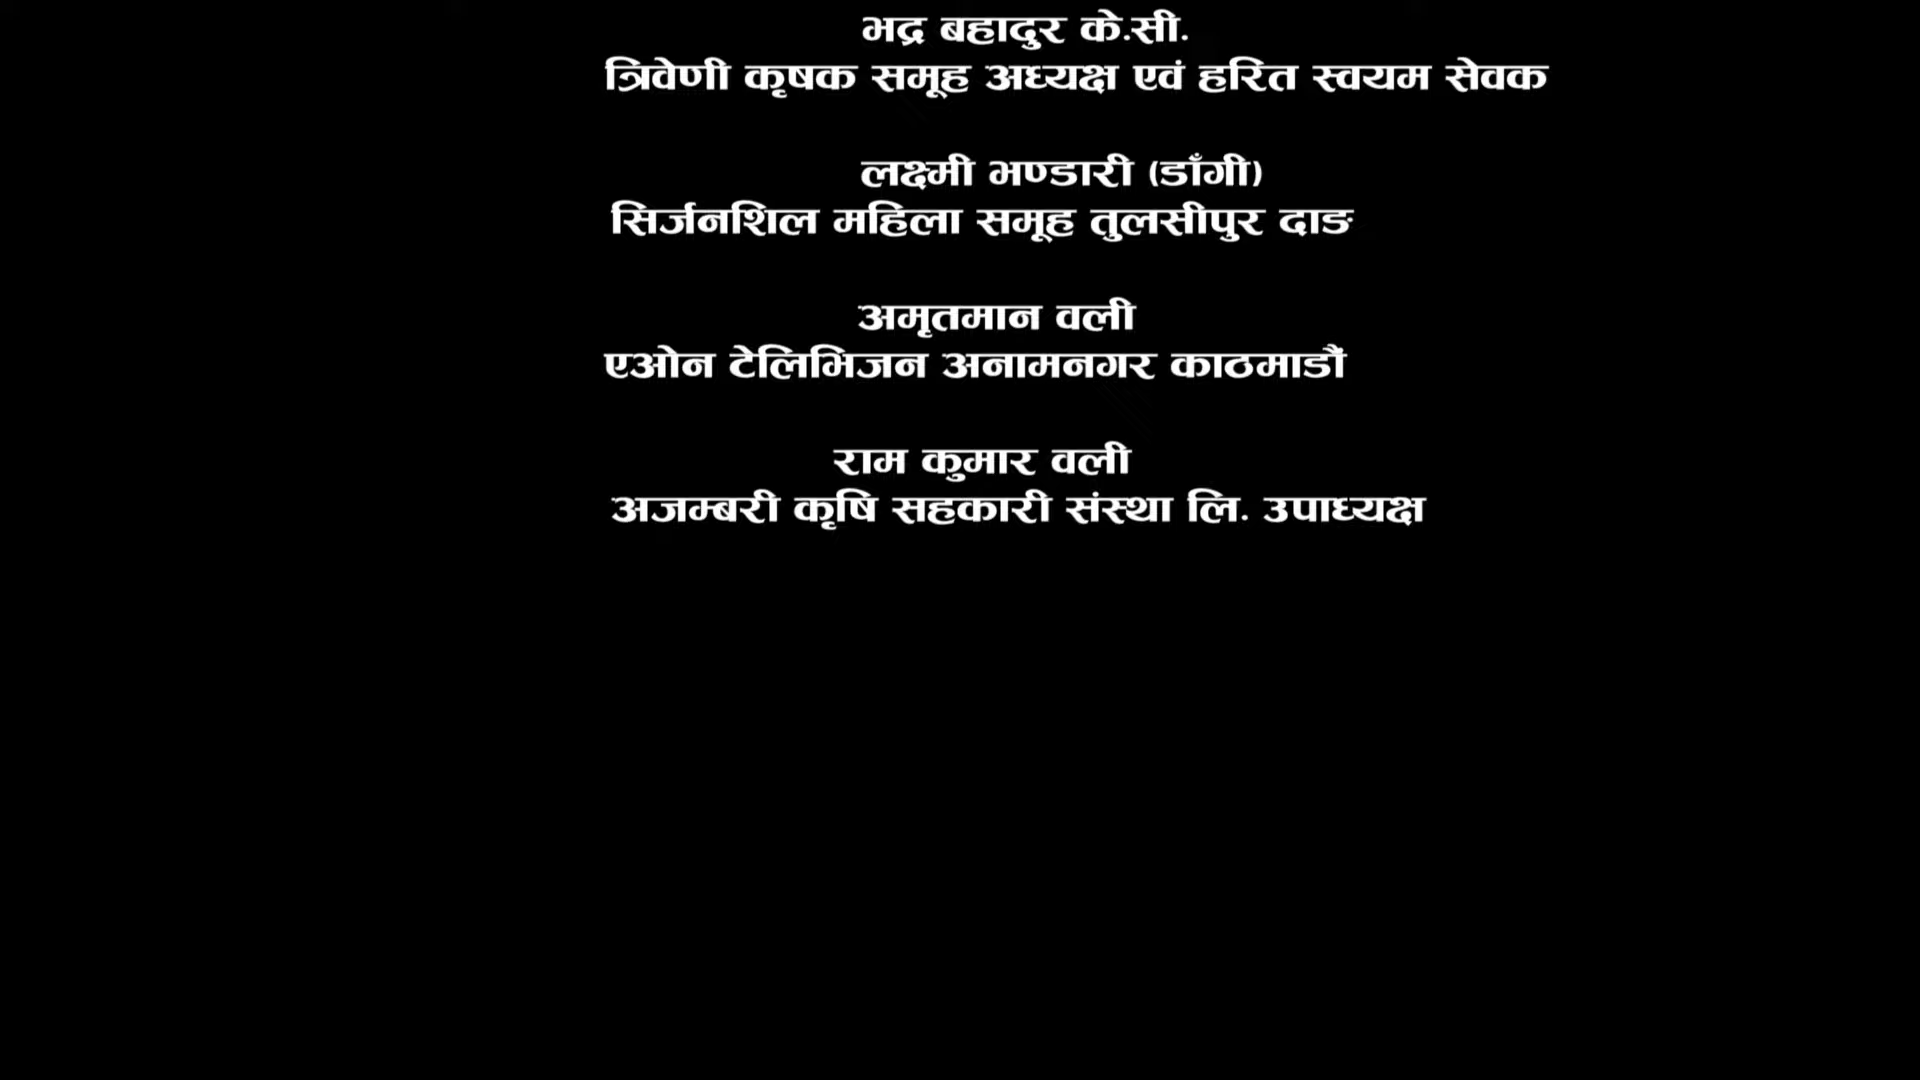 भद्र बहादुर के.सी.
त्रिवेणी कृषक समूह अध्यक्ष एवं हरित स्वयम सेवक
लक्ष्मी भण्डारी (डाँगी)
सिर्जनशिल महिला समूह तुलसीपुर दाङ
अमृतमान वली
एओन टेलिभिजन अनामनगर काठमाडौं
राम कुमार वली
अजम्बरी कृषि सहकारी संस्था लि. उपाध्यक्ष